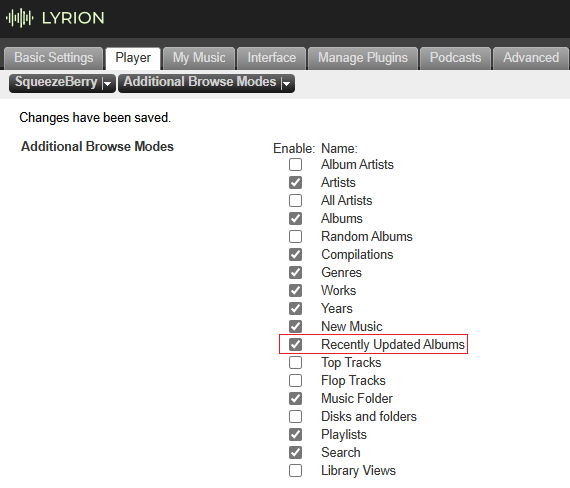 LYRION
Basic Settings Player My Music Interface Manage Plugins Podcasts Advanced
SqueezeBerry Additional Browse Modes
Changes have been saved.
Additional Browse Modes Enable: Name:
Album Artists
Artists
All Artists
Albums
Random Albums
Compilations
Genres
Works
Years
New Music
Recently Updated Albums
Top Tracks
Flop Tracks
Music Folder
Disks and folders
Playlists
Search
Library Views